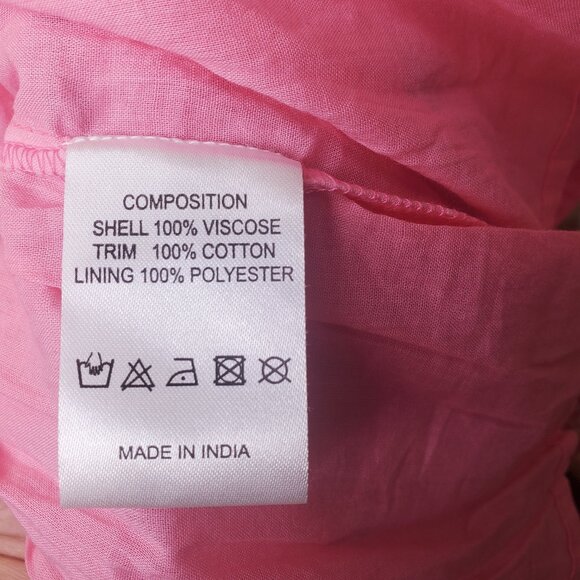 COMPOSITION
SHELL 100% VISCOSE
TRIM 100% COTTON
LINING 100% POLYESTER
MADE IN INDIA